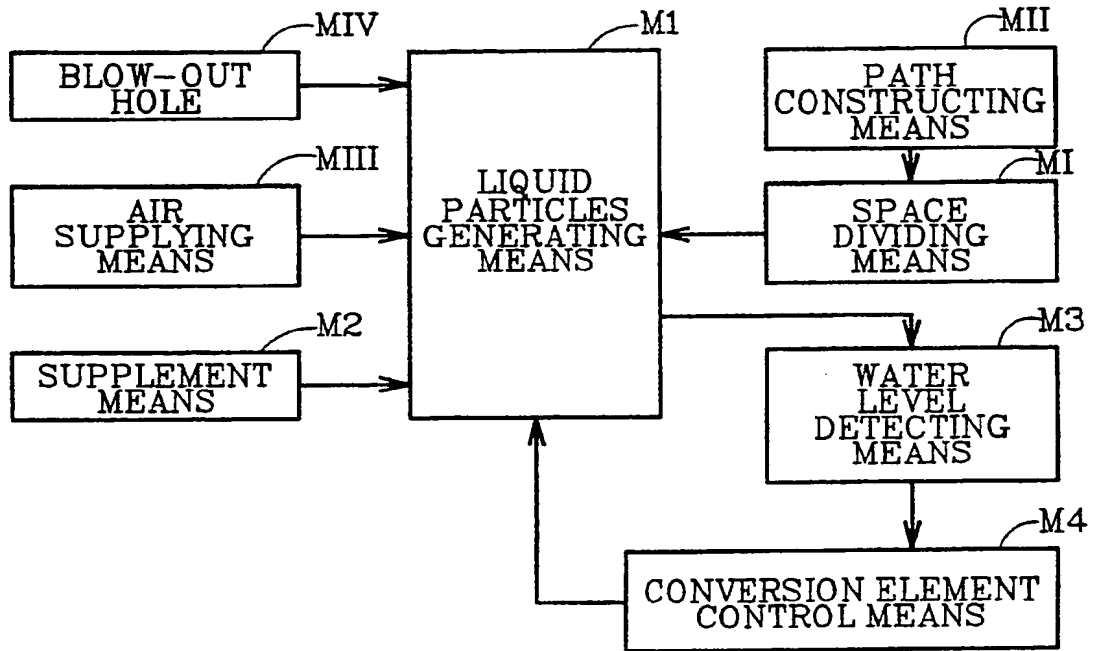 MIV
BLOW-OUT
HOLE
MIII
AIR
SUPPLYING
MEANS
M2
SUPPLEMENT
MEANS
M1
LIQUID
PARTICLES
GENERATING
MEANS
MII
PATH
CONSTRUCTING
MEANS
MI
SPACE
DIVIDING
MEANS
M3
WATER
LEVEL
DETECTING
MEANS
M4
CONVERSION ELEMENT
CONTROL MEANS